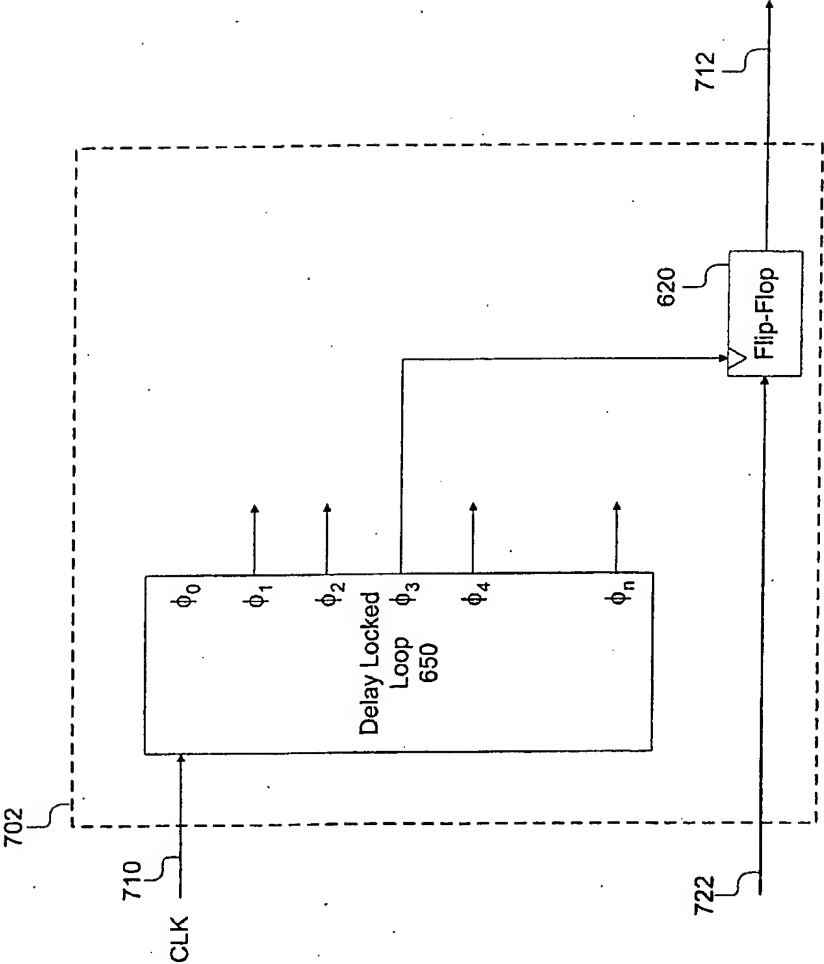 702
CLK
710
Delay Locked
Loop
650
ϕ0
ϕ1
ϕ2
ϕ3
ϕ4
ϕn
722
620
Flip-Flop
712